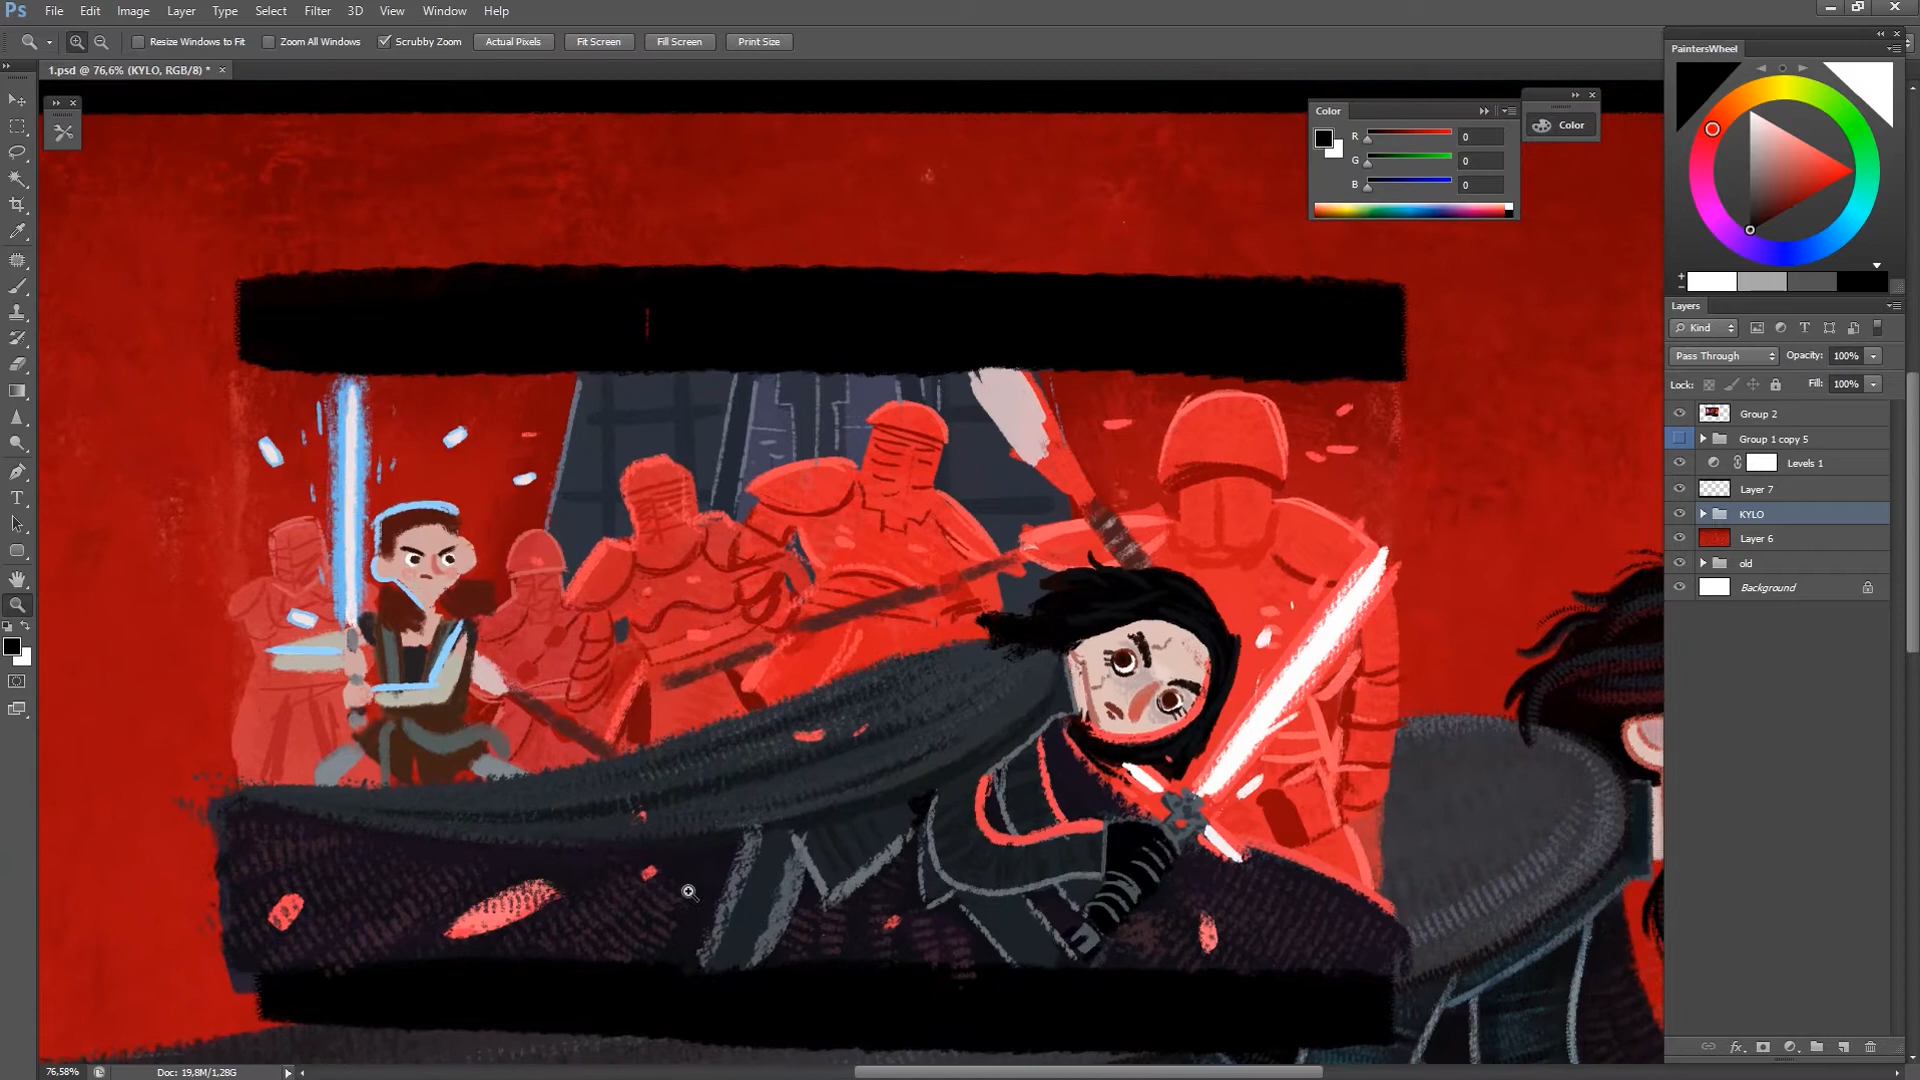 Ps File Edit Image Layer Type Select Filter 3D View Window Help
Resize Windows to Fit Zoom All Windows Scrubby Zoom Actual Pixels Fit Screen Fill Screen Print Size
1.psd @ 76,6% (KYLO, RGB/8) *
PaintersWheel
Color
R 0
G 0
B 0
Color
Layers
Kind
Pass Through Opacity: 100%
Lock: Fill: 100%
Group 2
Group 1 copy 5
Levels 1
Layer 7
KYLO
Layer 6
old
Background
76,58% Doc: 19,8M/1,28G